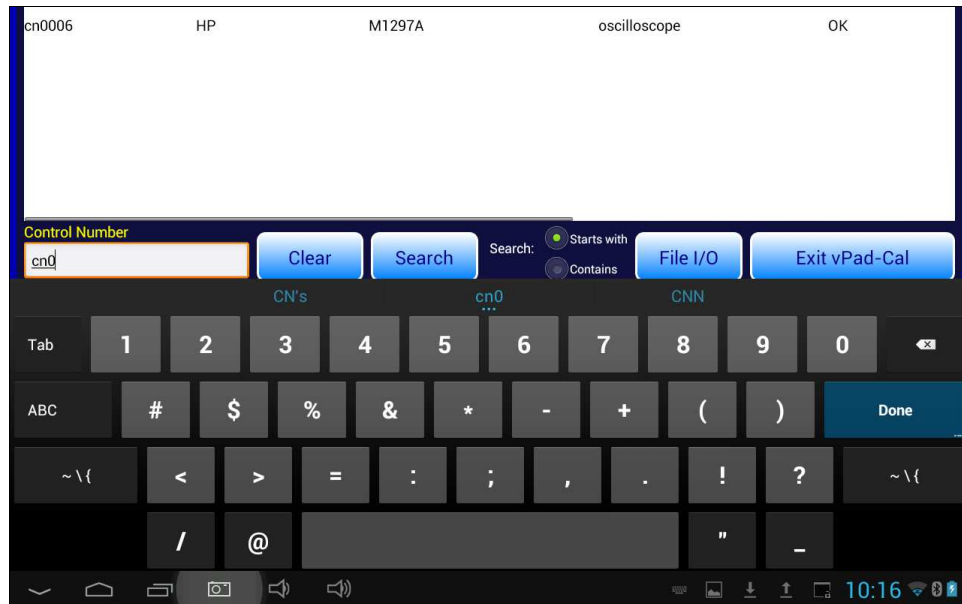 cn0006 HP M1297A oscilloscope OK
Control Number
cn0 Clear Search Search: Starts with Contains File I/O Exit vPad-Cal
CN's cn0 CNN
Tab 1 2 3 4 5 6 7 8 9 0
ABC # $ % & * - + ( ) Done
~ \ { < > = : ; , . ! ? ~ \ {
/ @ " _
10:16